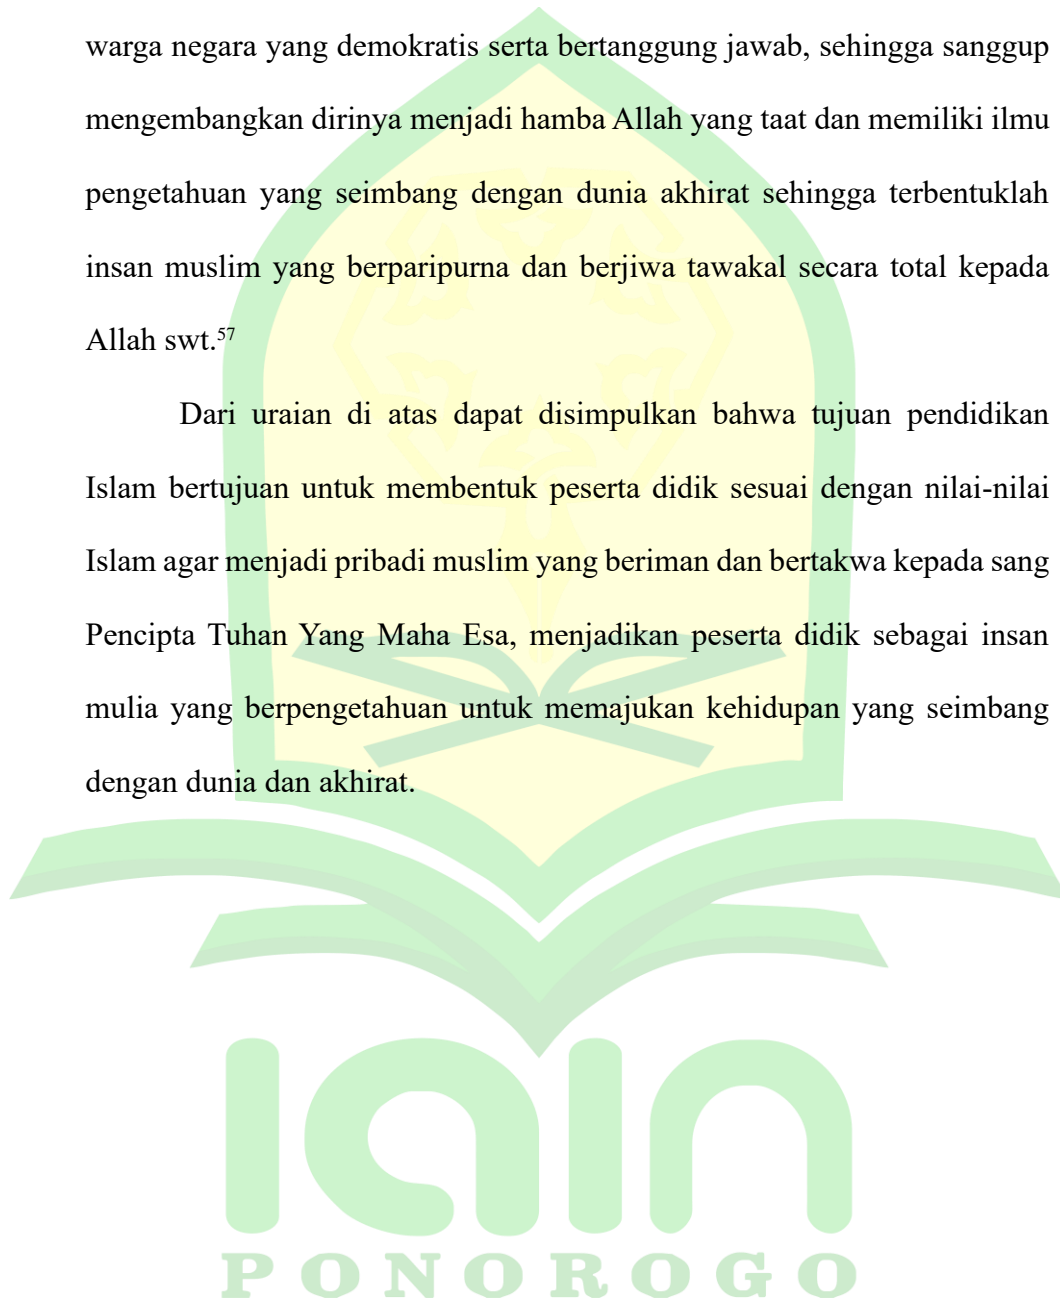 warga negara yang demokratis serta bertanggung jawab, sehingga sanggup
mengembangkan dirinya menjadi hamba Allah yang taat dan memiliki ilmu
pengetahuan yang seimbang dengan dunia akhirat sehingga terbentuklah
insan muslim yang berparipurna dan berjiwa tawakal secara total kepada
Allah swt.57
Dari uraian di atas dapat disimpulkan bahwa tujuan pendidikan
Islam bertujuan untuk membentuk peserta didik sesuai dengan nilai-nilai
Islam agar menjadi pribadi muslim yang beriman dan bertakwa kepada sang
Pencipta Tuhan Yang Maha Esa, menjadikan peserta didik sebagai insan
mulia yang berpengetahuan untuk memajukan kehidupan yang seimbang
dengan dunia dan akhirat.
iain
PONOROGO